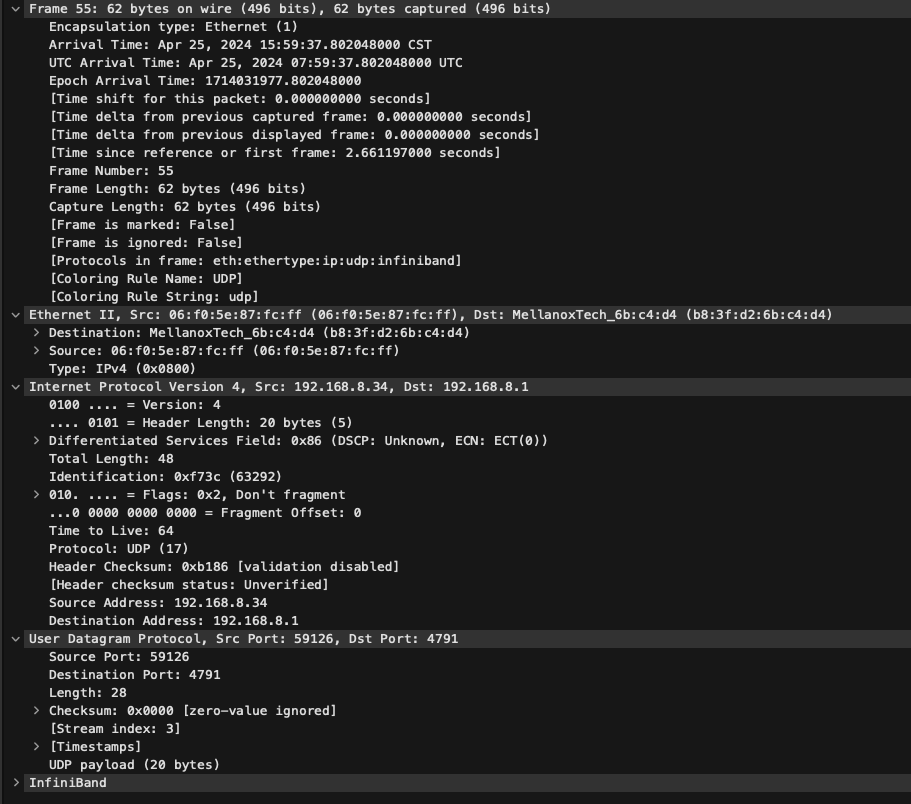 Frame 55: 62 bytes on wire (496 bits), 62 bytes captured (496 bits)
Encapsulation type: Ethernet (1)
Arrival Time: Apr 25, 2024 15:59:37.802048000 CST
UTC Arrival Time: Apr 25, 2024 07:59:37.802048000 UTC
Epoch Arrival Time: 1714031977.802048000
[Time shift for this packet: 0.000000000 seconds]
[Time delta from previous captured frame: 0.000000000 seconds]
[Time delta from previous displayed frame: 0.000000000 seconds]
[Time since reference or first frame: 2.661197000 seconds]
Frame Number: 55
Frame Length: 62 bytes (496 bits)
Capture Length: 62 bytes (496 bits)
[Frame is marked: False]
[Frame is ignored: False]
[Protocols in frame: eth:ethertype:ip:udp:infiniband]
[Coloring Rule Name: UDP]
[Coloring Rule String: udp]
Ethernet II, Src: 06:f0:5e:87:fc:ff (06:f0:5e:87:fc:ff), Dst: MellanoxTech_6b:c4:d4 (b8:3f:d2:6b:c4:d4)
Destination: MellanoxTech_6b:c4:d4 (b8:3f:d2:6b:c4:d4)
Source: 06:f0:5e:87:fc:ff (06:f0:5e:87:fc:ff)
Type: IPv4 (0x0800)
Internet Protocol Version 4, Src: 192.168.8.34, Dst: 192.168.8.1
0100 .... = Version: 4
.... 0101 = Header Length: 20 bytes (5)
Differentiated Services Field: 0x86 (DSCP: Unknown, ECN: ECT(0))
Total Length: 48
Identification: 0xf73c (63292)
010. .... = Flags: 0x2, Don't fragment
...0 0000 0000 0000 = Fragment Offset: 0
Time to Live: 64
Protocol: UDP (17)
Header Checksum: 0xb186 [validation disabled]
[Header checksum status: Unverified]
Source Address: 192.168.8.34
Destination Address: 192.168.8.1
User Datagram Protocol, Src Port: 59126, Dst Port: 4791
Source Port: 59126
Destination Port: 4791
Length: 28
Checksum: 0x0000 [zero-value ignored]
[Stream index: 3]
[Timestamps]
UDP payload (20 bytes)
InfiniBand